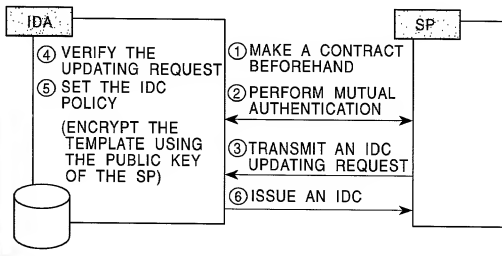 IDA
SP
④ VERIFY THE
UPDATING REQUEST
⑤ SET THE IDC
POLICY
(ENCRYPT THE
TEMPLATE USING
THE PUBLIC KEY
OF THE SP)
① MAKE A CONTRACT
BEFOREHAND
② PERFORM MUTUAL
AUTHENTICATION
③ TRANSMIT AN IDC
UPDATING REQUEST
⑥ ISSUE AN IDC